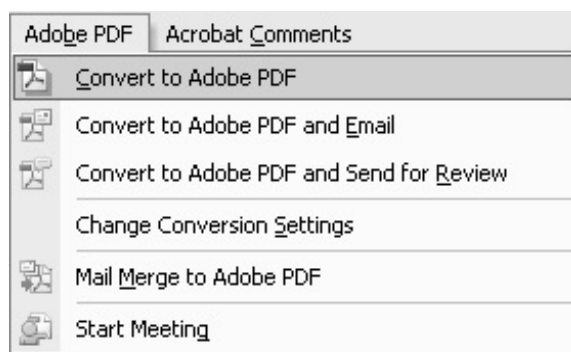 Adobe PDF Acrobat Comments
Convert to Adobe PDF
Convert to Adobe PDF and Email
Convert to Adobe PDF and Send for Review
Change Conversion Settings
Mail Merge to Adobe PDF
Start Meeting